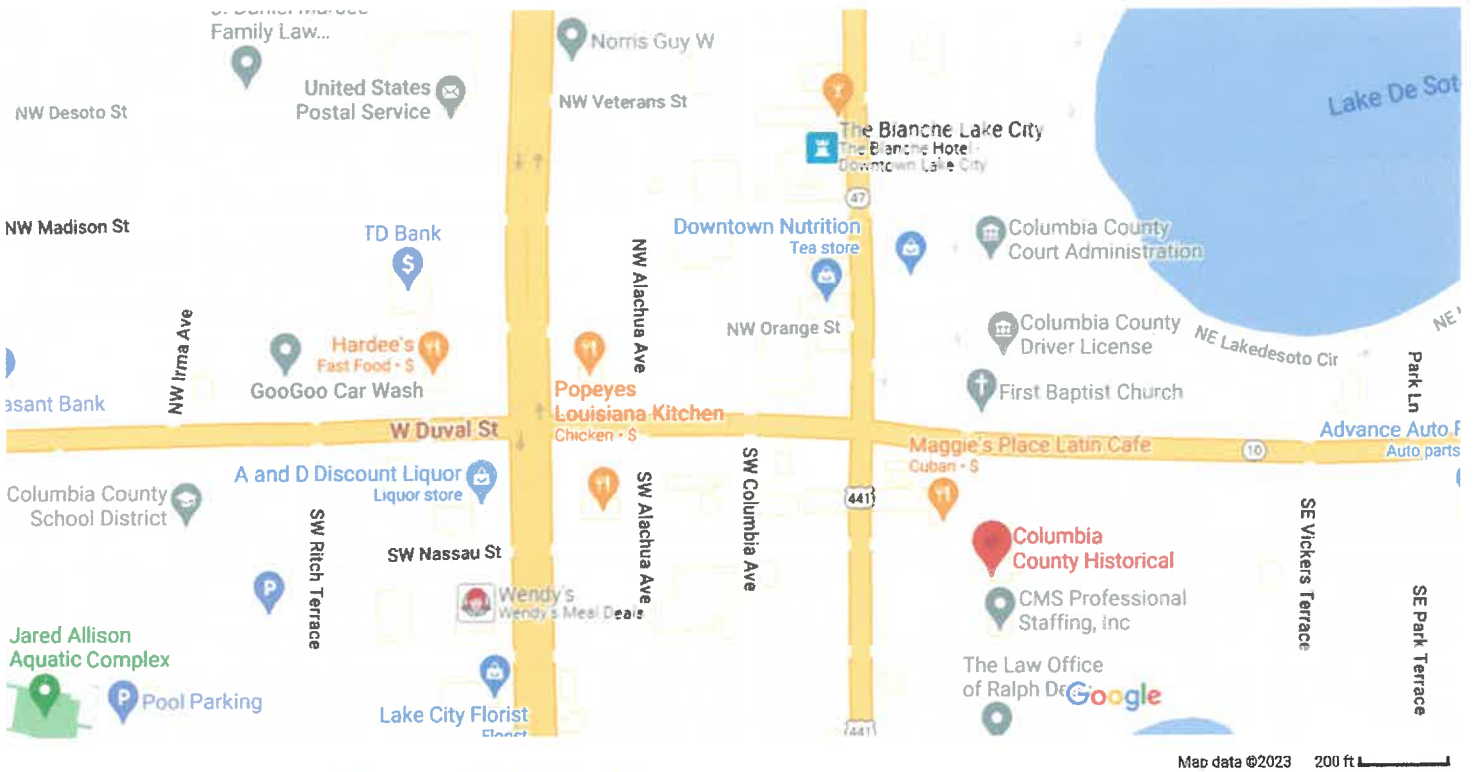 Family Law...
Norris Guy W
United States
Postal Service
NW Desoto St
NW Veterans St
Lake De Sot
The Blanche Lake City
The Blanche Hotel
Downtown Lake City
47
NW Madison St
TD Bank
$
Downtown Nutrition
Tea store
Columbia County
Court Administration
NW Alachua Ave
NW Irma Ave
Hardee's
Fast Food · $
GooGoo Car Wash
NW Orange St
Columbia County
Driver License
NE Lakedesoto Cir
NE
Park Ln
asant Bank
Popeyes
Louisiana Kitchen
Chicken · $
First Baptist Church
W Duval St
Maggie's Place Latin Cafe
Cuban · $
10
Advance Auto P
Auto parts
A and D Discount Liquor
Liquor store
Columbia County
School District
SW Ritch Terrace
SW Nassau St
SW Alachua Ave
SW Columbia Ave
441
Columbia
County Historical
SE Vickers Terrace
SE Park Terrace
P
Wendy's
Wendy's Meal Deals
CMS Professional
Staffing, Inc
Jared Allison
Aquatic Complex
P
Pool Parking
Lake City Florist
Florist
The Law Office
of Ralph
Google
441
Map data ©2023
200 ft